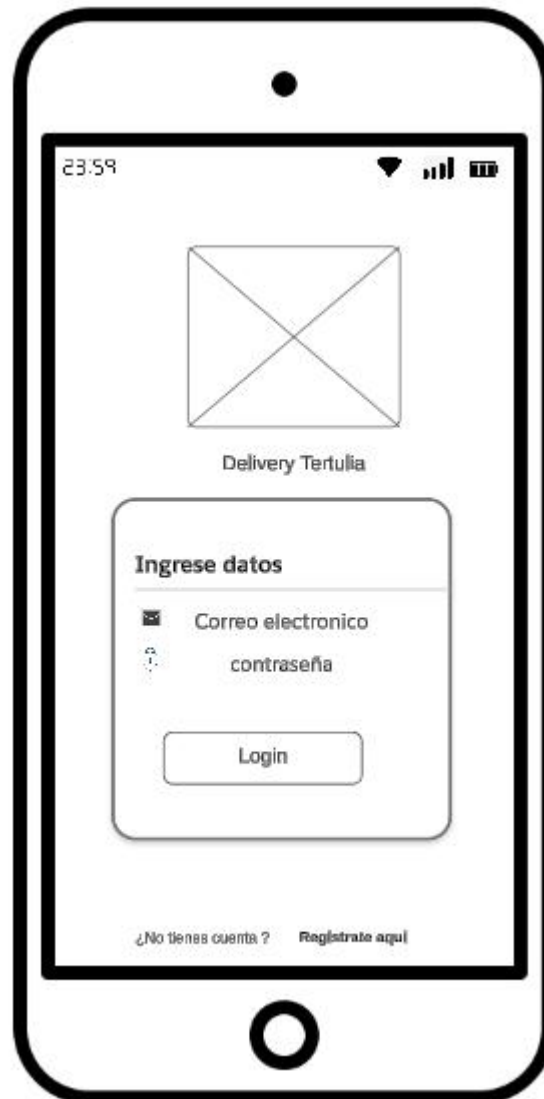 23:59
Delivery Tertulia
Ingrese datos
Correo electronico
contraseña
Login
¿No tienes cuenta ? Registrate aqui